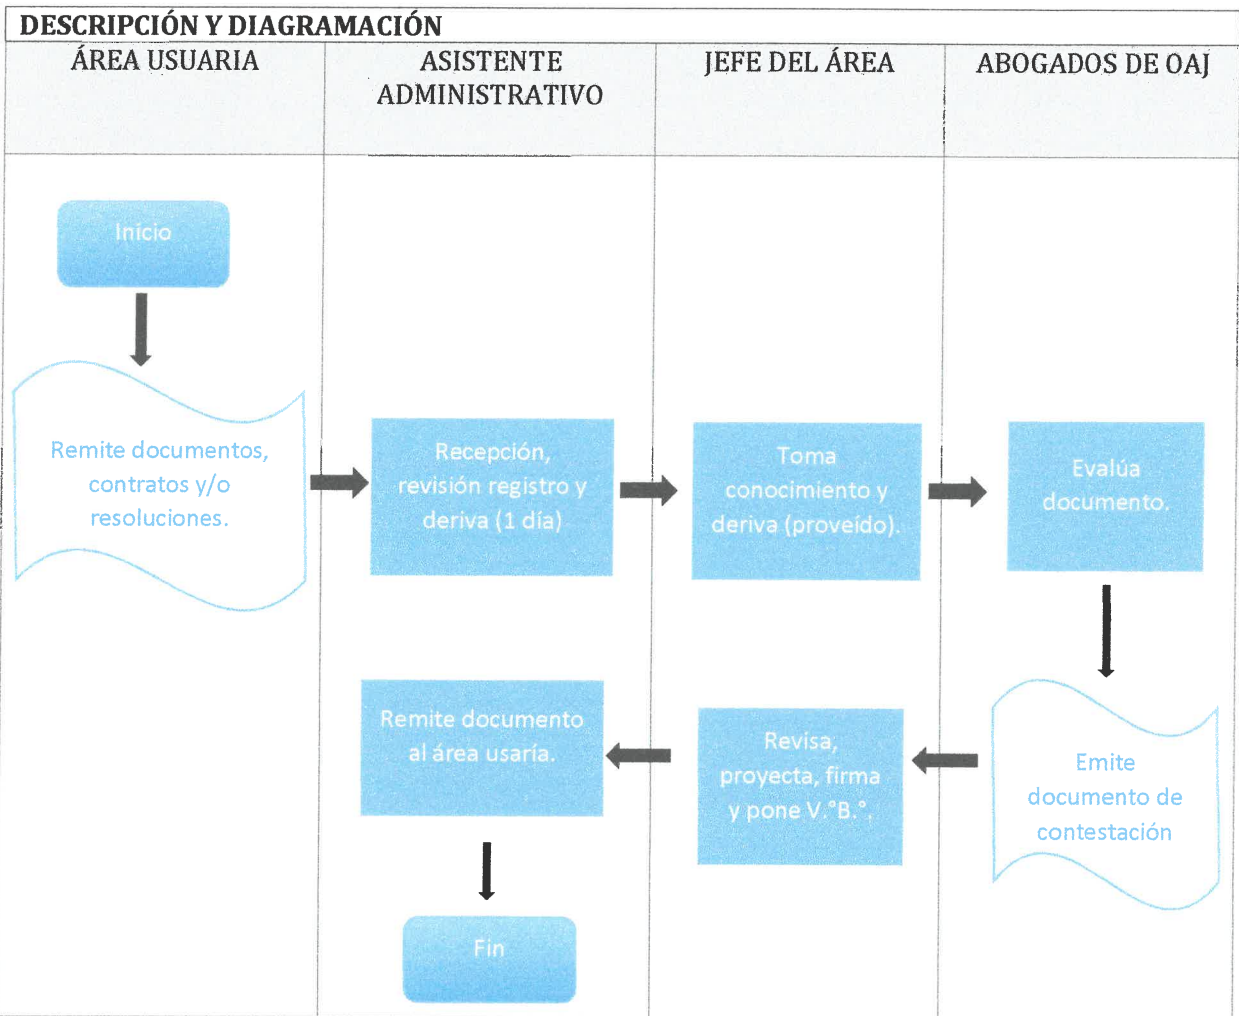 DESCRIPCIÓN Y DIAGRAMACIÓN
ÁREA USUARIA
ASISTENTE
ADMINISTRATIVO
JEFE DEL ÁREA
ABOGADOS DE OAJ
Inicio
Remite documentos,
contratos y/o
resoluciones.
Recepción,
revisión registro y
deriva (1 día)
Toma
conocimiento y
deriva (proveído).
Evalúa
documento.
Remite documento
al área usaría.
Revisa,
proyecta, firma
y pone V.°B.°.
Emite
documento de
contestación
Fin